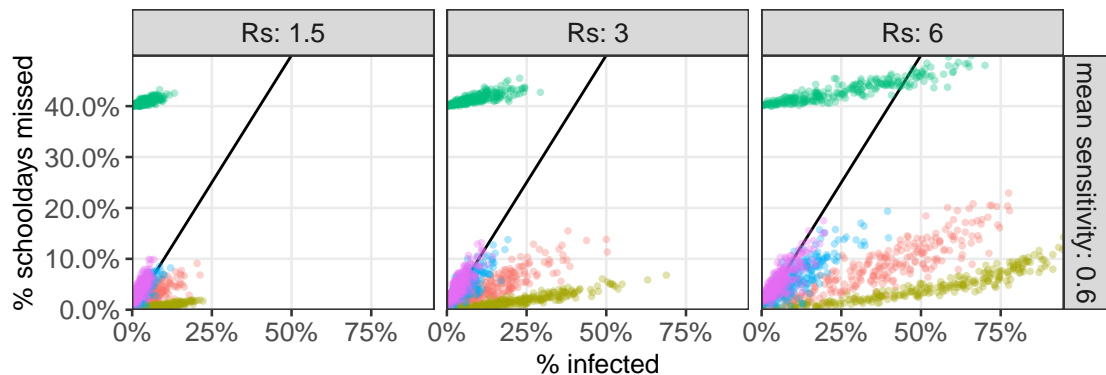 Rs: 1.5
Rs: 3
Rs: 6
% schooldays missed
40.0%
30.0%
20.0%
10.0%
0.0%
mean sensitivity: 0.6
0% 25% 50% 75%
0% 25% 50% 75%
0% 25% 50% 75%
% infected